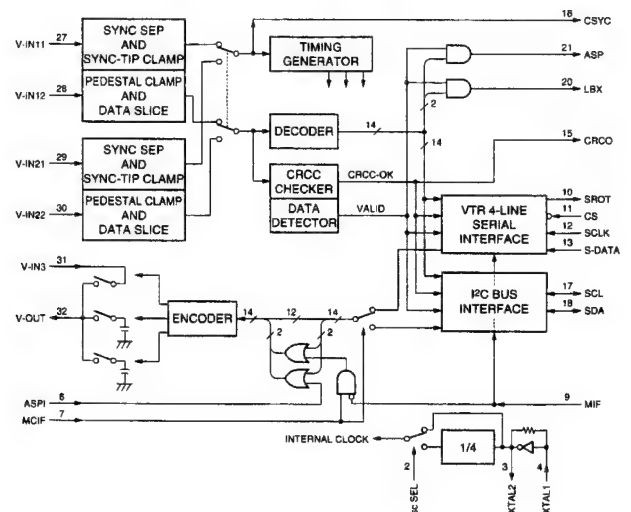 V-IN11 27
SYNC SEP
AND
SYNC-TIP CLAMP
V-IN12 28
PEDESTAL CLAMP
AND
DATA SLICE
V-IN21 29
SYNC SEP
AND
SYNC-TIP CLAMP
V-IN22 30
PEDESTAL CLAMP
AND
DATA SLICE
TIMING
GENERATOR
DECODER
14
2
14
CRCC
CHECKER
CRCC-OK
DATA
DETECTOR
VALID
16 CSYC
21 ASP
20 LBX
15 CRCO
VTR 4-LINE
SERIAL
INTERFACE
10 SROT
11 CS
12 SCLK
13 S-DATA
I²C BUS
INTERFACE
17 SCL
18 SDA
V-IN3 31
V-OUT 32
ENCODER
14
12
14
2
2
ASPI 6
MCIF 7
9 MIF
INTERNAL CLOCK
1/4
2
3
4
SEL
XTAL2
XTAL1